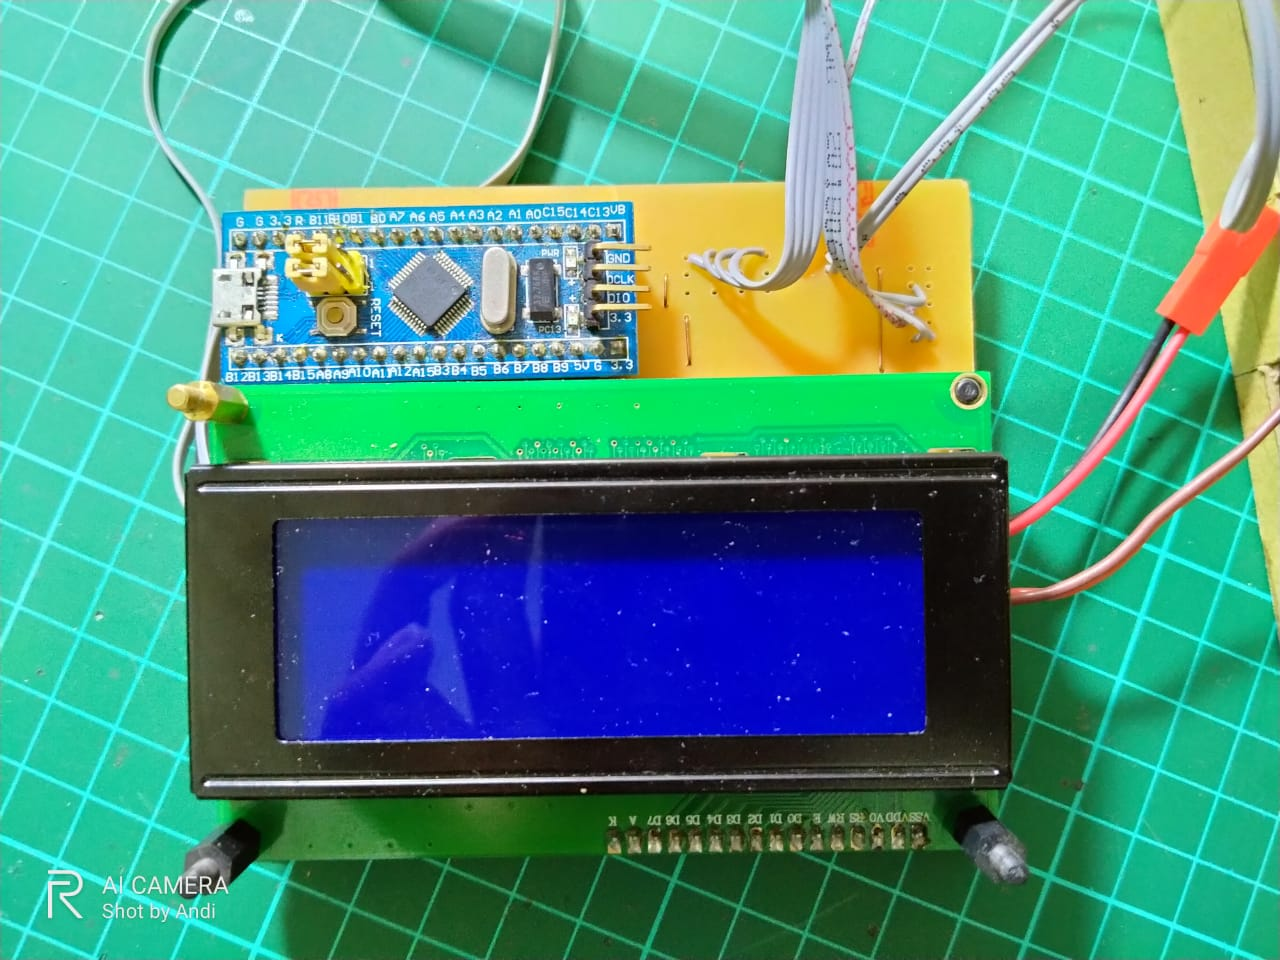 G G 3.3 R B11 B10 B1 B0 A7 A6 A5 A4 A3 A2 A1 A0 C15 C14 C13 VB
PWR
GND
DCLK
DIO
3.3
RESET
PC13
K
B12 B13 B14 B15 A8 A9 A10 A11 A12 A15 B3 B4 B5 B6 B7 B8 B9 5V G 3.3
K A D7 D6 D5 D4 D3 D2 D1 D0 E RW RS V0 VDD VSS
R
AI CAMERA
Shot by Andi